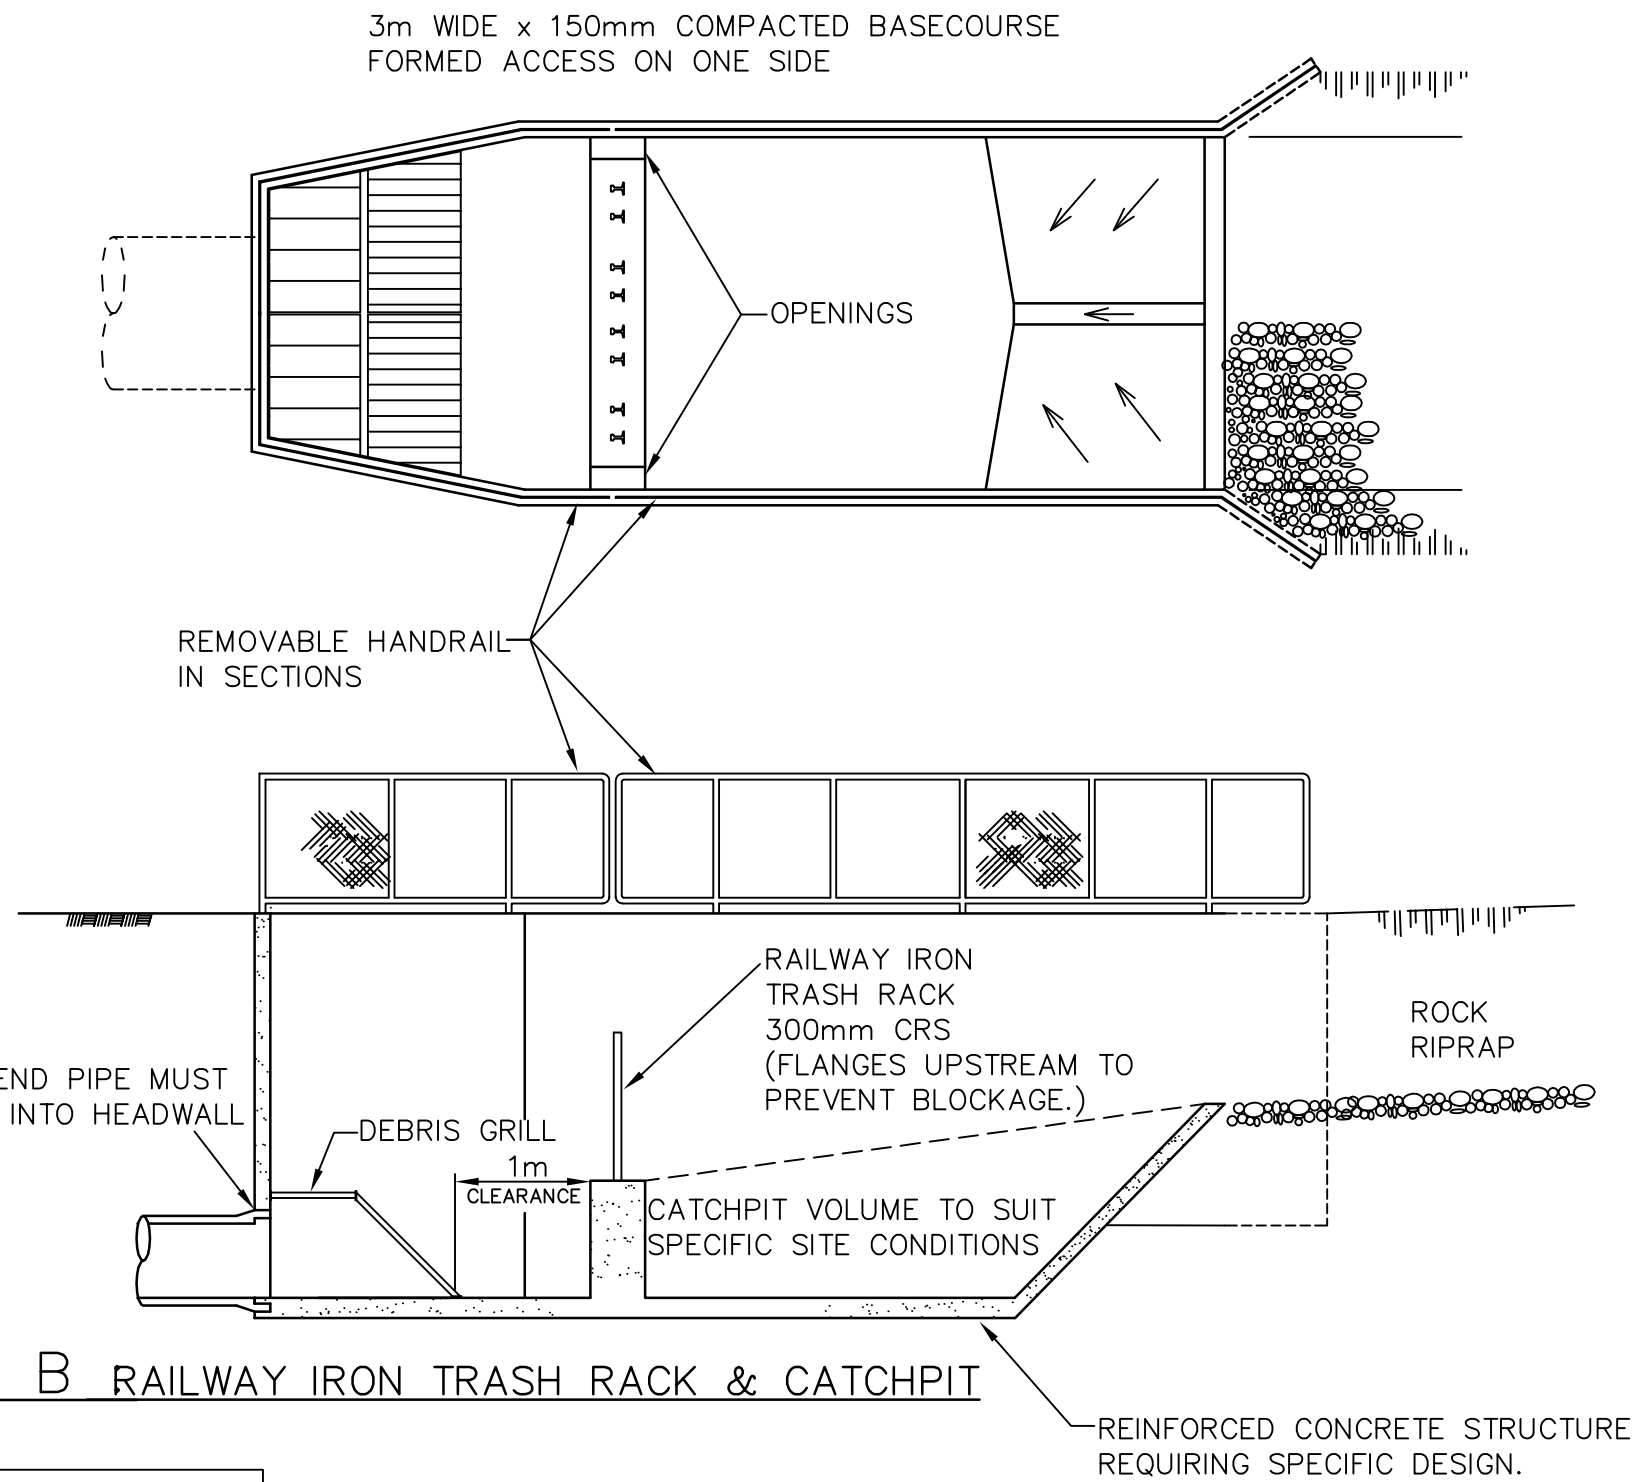 3m WIDE x 150mm COMPACTED BASECOURSE
FORMED ACCESS ON ONE SIDE
OPENINGS
REMOVABLE HANDRAIL
IN SECTIONS
RAILWAY IRON
TRASH RACK
300mm CRS
(FLANGES UPSTREAM TO
PREVENT BLOCKAGE.)
ROCK
RIPRAP
END PIPE MUST
INTO HEADWALL
DEBRIS GRILL
1m
CLEARANCE
CATCHPIT VOLUME TO SUIT
SPECIFIC SITE CONDITIONS
B RAILWAY IRON TRASH RACK & CATCHPIT
REINFORCED CONCRETE STRUCTURE
REQUIRING SPECIFIC DESIGN.